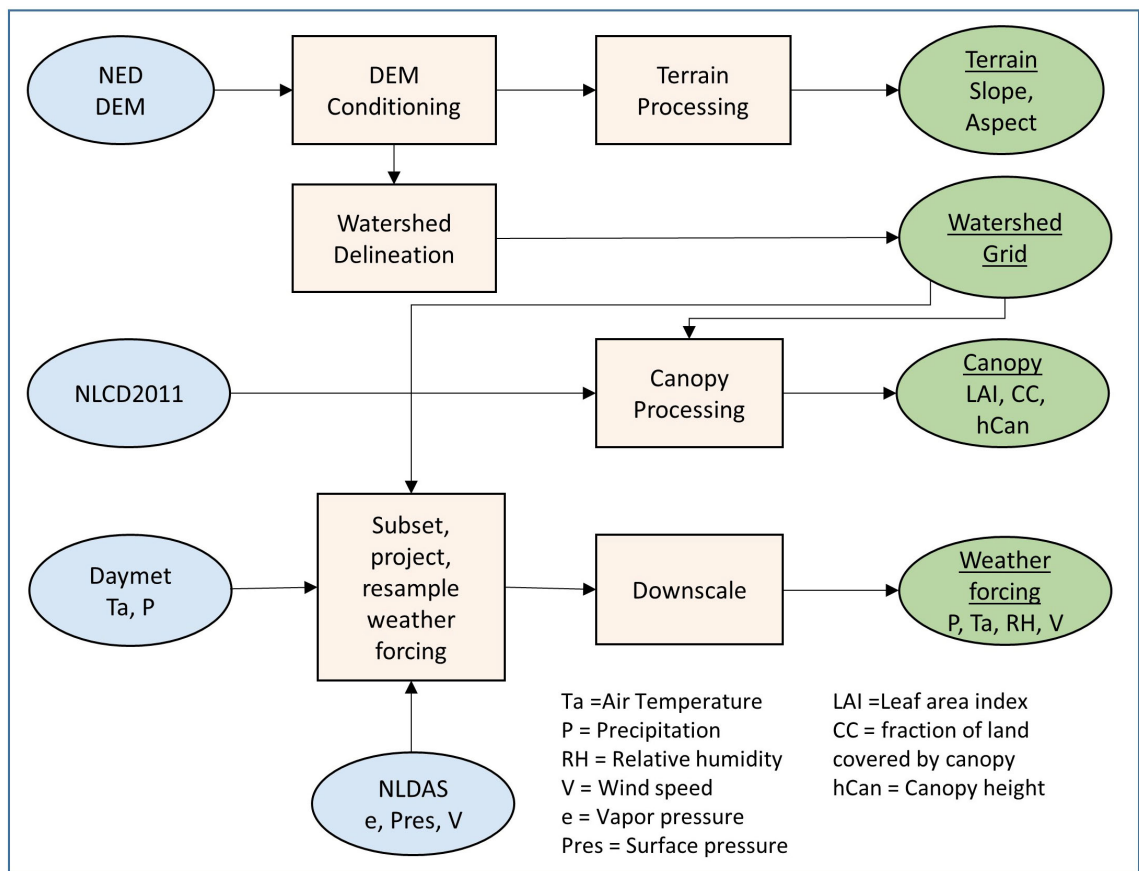 NED
DEM
DEM
Conditioning
Terrain
Processing
Terrain
Slope,
Aspect
Watershed
Delineation
Watershed
Grid
NLCD2011
Canopy
Processing
Canopy
LAI, CC,
hCan
Daymet
Ta, P
Subset,
project,
resample
weather
forcing
Downscale
Weather
forcing
P, Ta, RH, V
NLDAS
e, Pres, V
Ta =Air Temperature
P = Precipitation
RH = Relative humidity
V = Wind speed
e = Vapor pressure
Pres = Surface pressure
LAI =Leaf area index
CC = fraction of land
covered by canopy
hCan = Canopy height